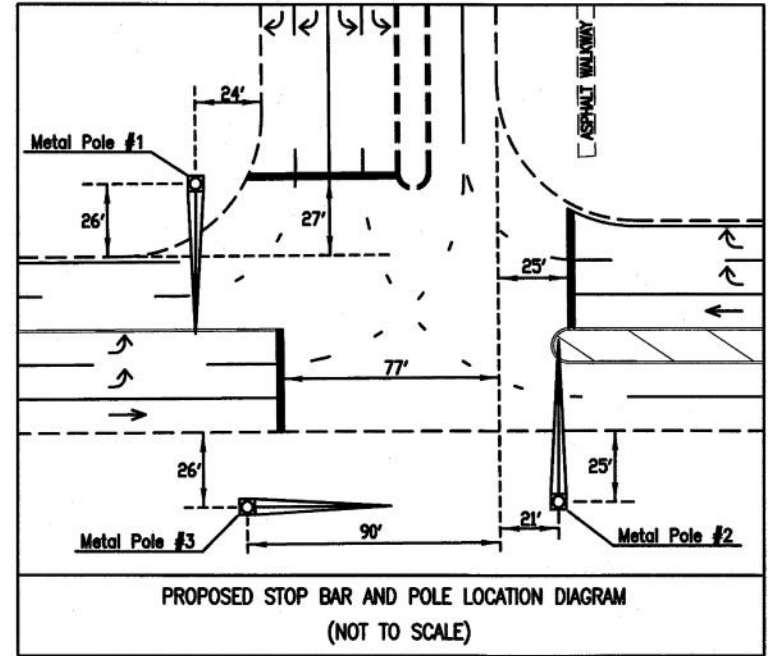 ASPHALT WALKWAY
24'
Metal Pole #1
26'
27'
25'
77'
26'
25'
Metal Pole #3
90'
21'
Metal Pole #2
PROPOSED STOP BAR AND POLE LOCATION DIAGRAM
(NOT TO SCALE)